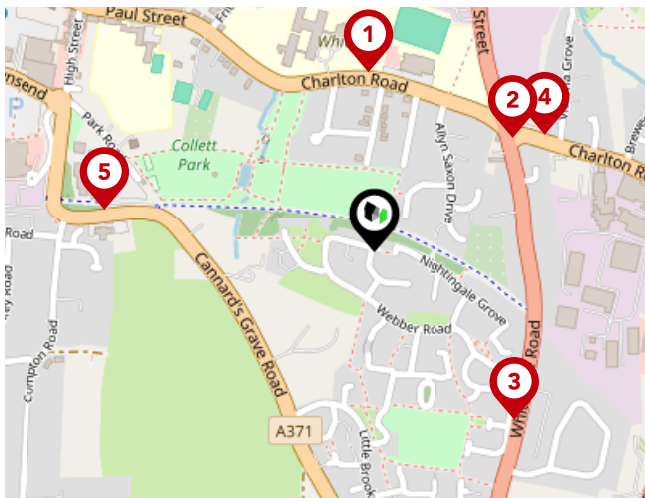 Paul Street
High Street
Street
1
Charlton Road
2
4
Park Ro
Collett
Park
Allyn Saxon Drive
Charlton Ro
5
Road
Cannard's Grave Road
Nightingale Grove
Webber Road
Compton Road
3
Road
A371
Little Brook
P